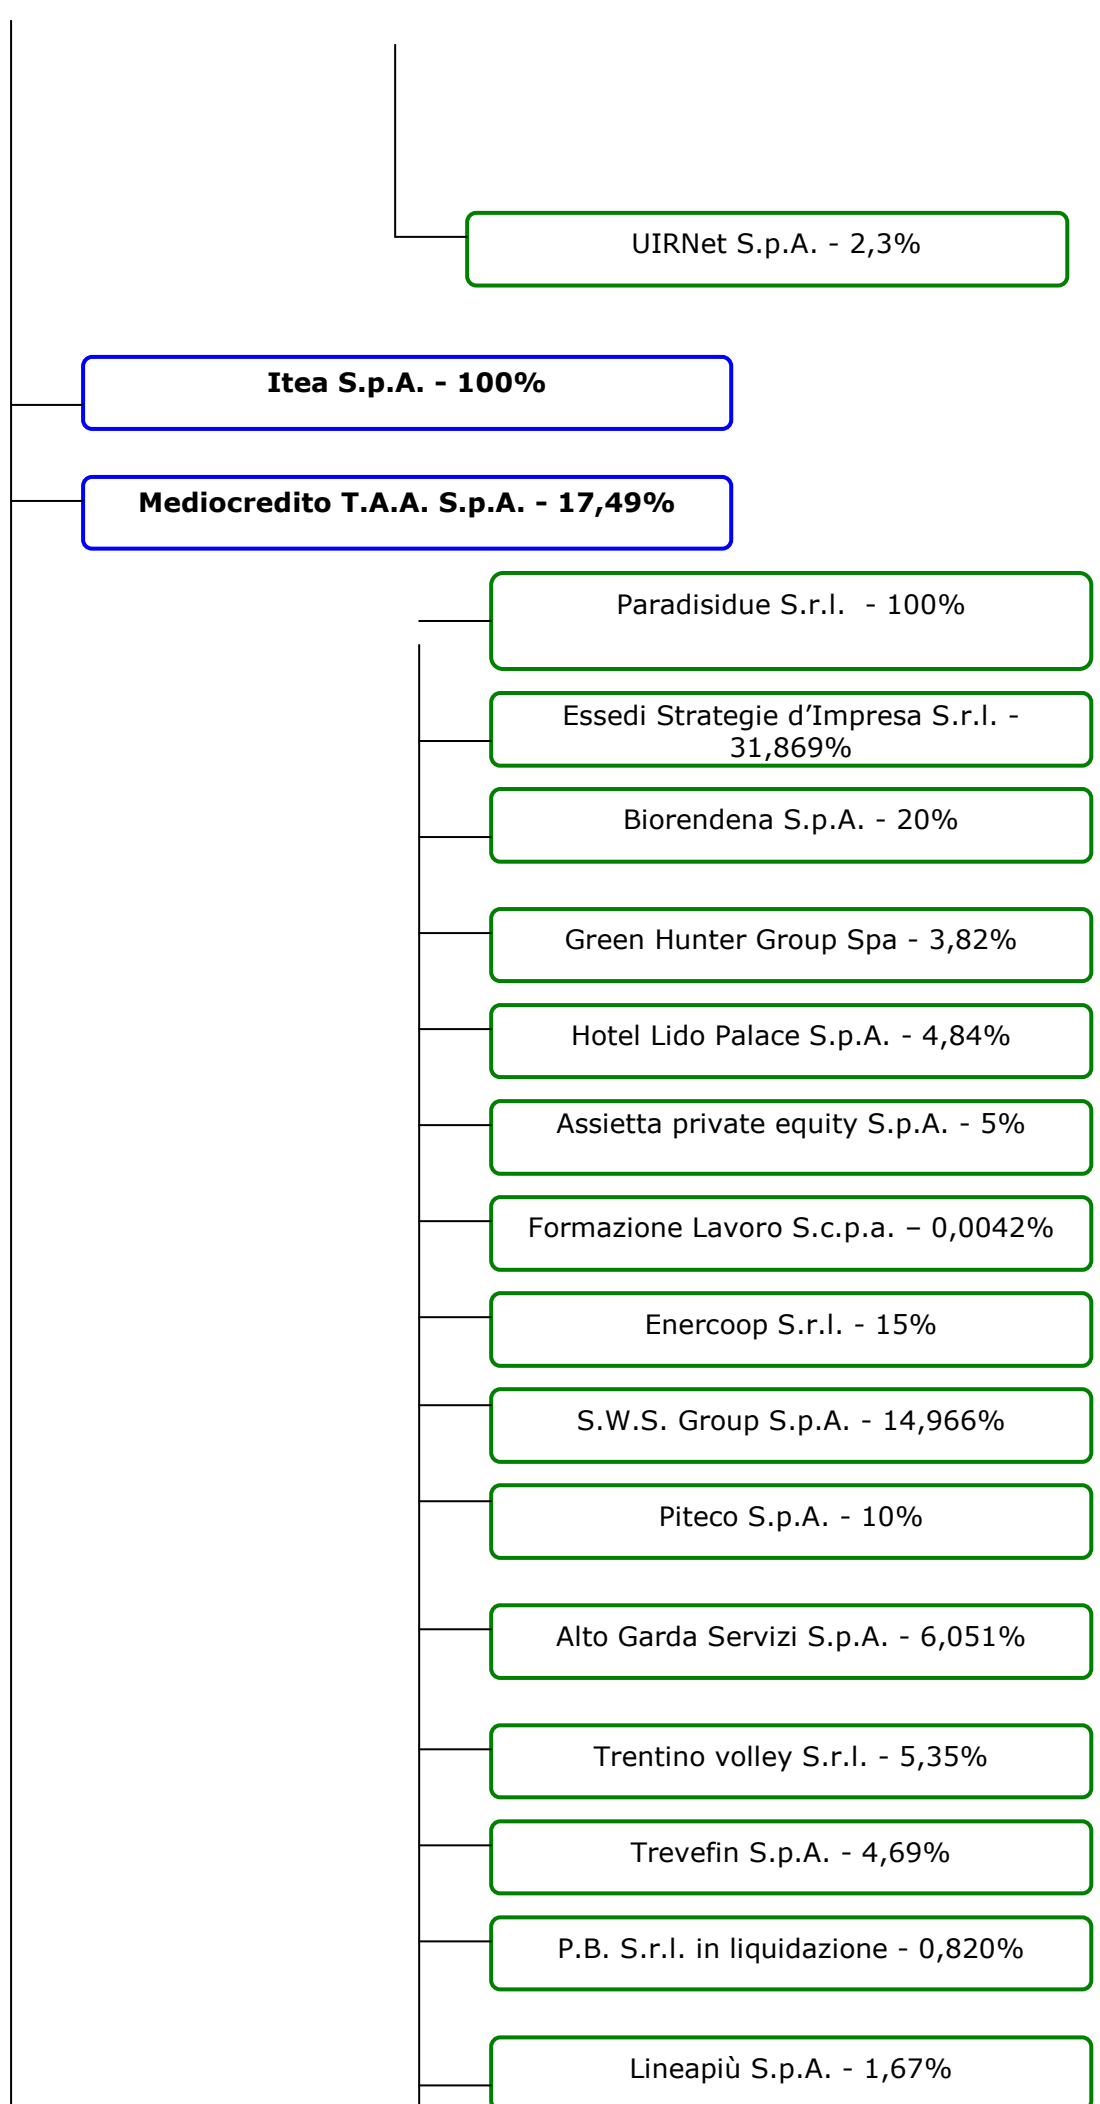 UIRNet S.p.A. - 2,3%
Itea S.p.A. - 100%
Mediocredito T.A.A. S.p.A. - 17,49%
Paradisidue S.r.l.  - 100%
Essedi Strategie d’Impresa S.r.l. -
31,869%
Biorendena S.p.A. - 20%
Green Hunter Group Spa - 3,82%
Hotel Lido Palace S.p.A. - 4,84%
Assietta private equity S.p.A. - 5%
Formazione Lavoro S.c.p.a. – 0,0042%
Enercoop S.r.l. - 15%
S.W.S. Group S.p.A. - 14,966%
Piteco S.p.A. - 10%
Alto Garda Servizi S.p.A. - 6,051%
Trentino volley S.r.l. - 5,35%
Trevefin S.p.A. - 4,69%
P.B. S.r.l. in liquidazione - 0,820%
Lineapiù S.p.A. - 1,67%